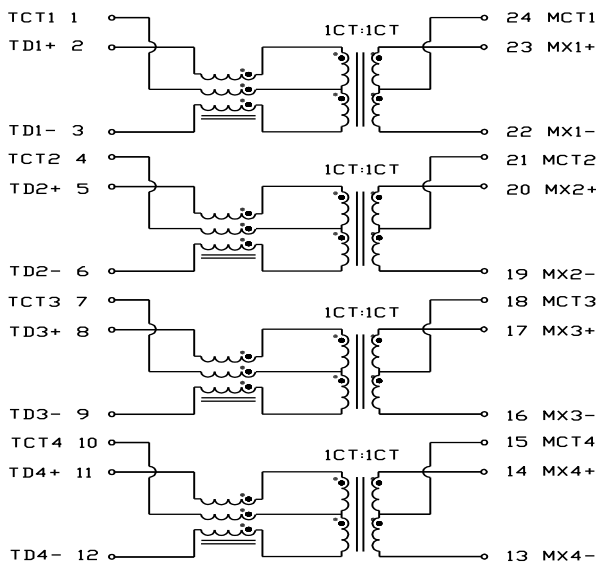 TCT1 1 24 MCT1
1CT:1CT
TD1+ 2 23 MX1+
TD1- 3 22 MX1-
TCT2 4 21 MCT2
1CT:1CT
TD2+ 5 20 MX2+
TD2- 6 19 MX2-
TCT3 7 18 MCT3
1CT:1CT
TD3+ 8 17 MX3+
TD3- 9 16 MX3-
TCT4 10 15 MCT4
1CT:1CT
TD4+ 11 14 MX4+
TD4- 12 13 MX4-